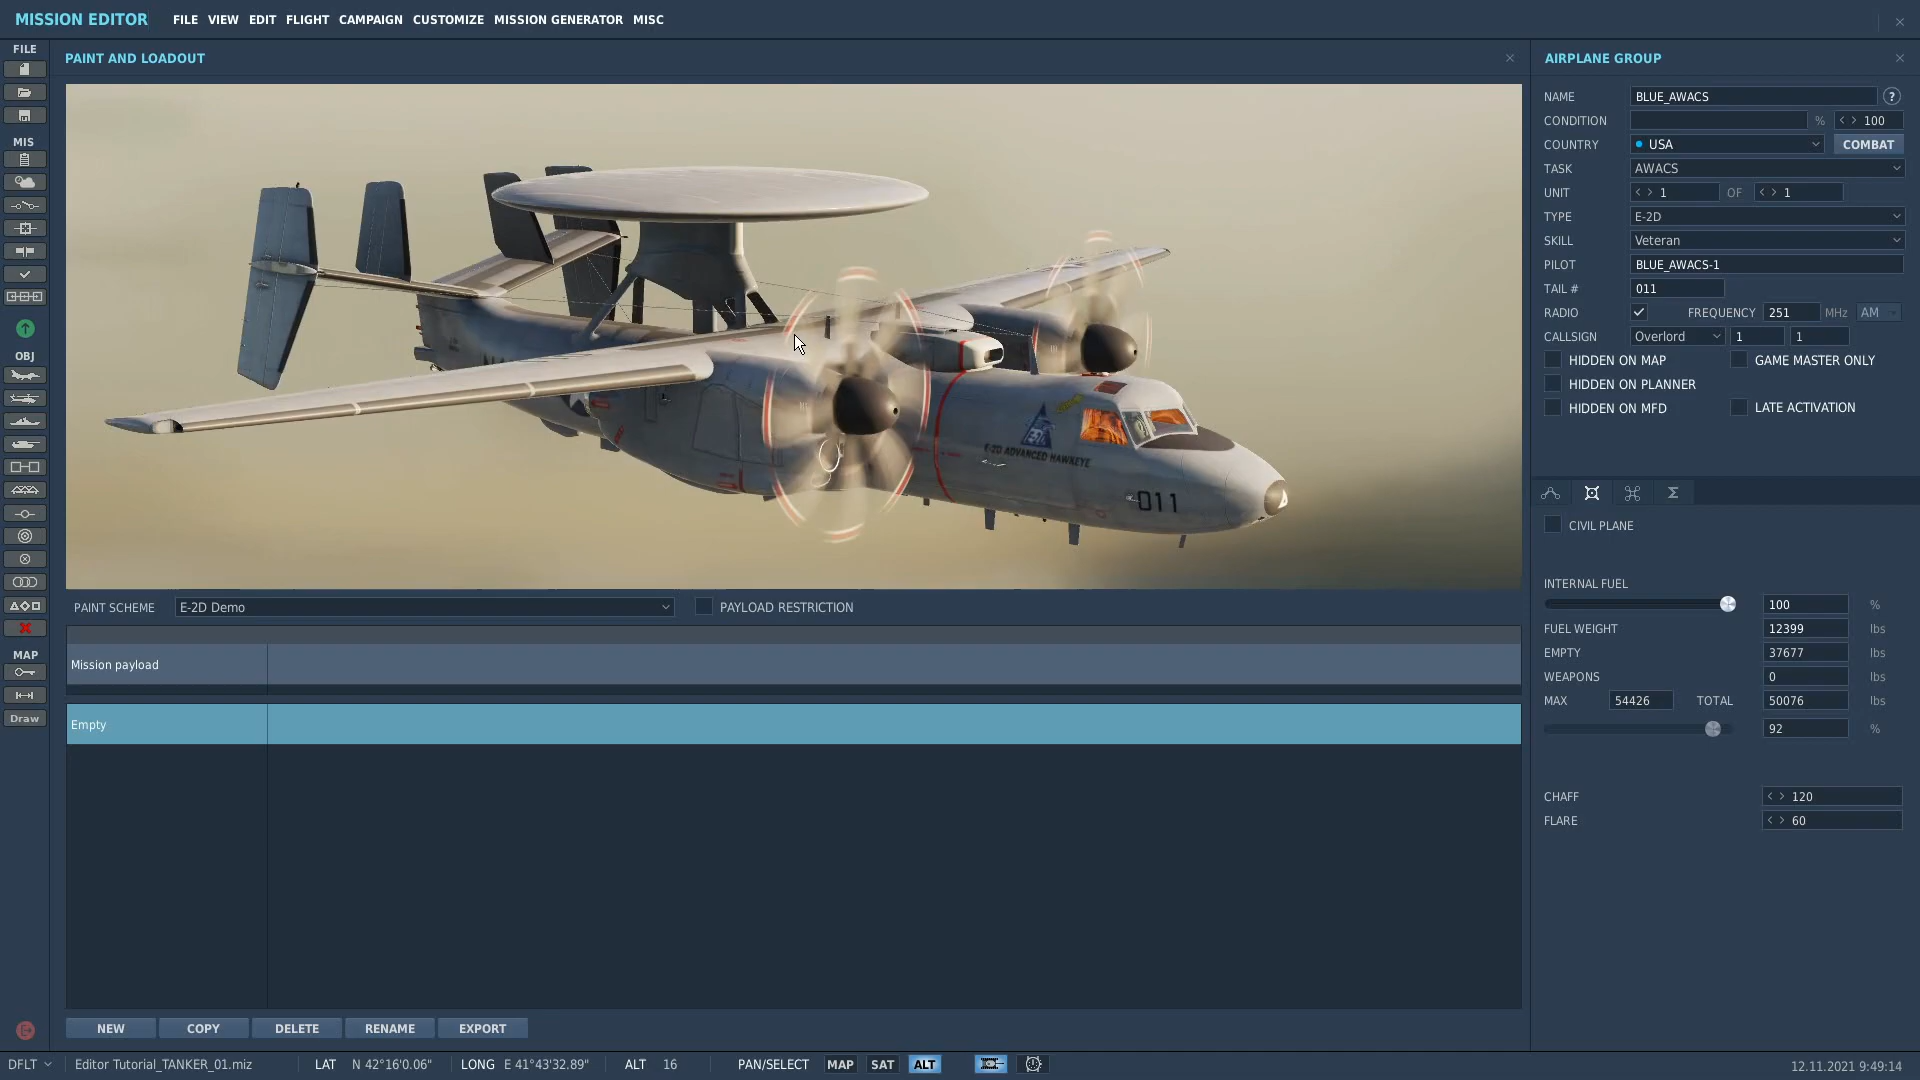 MISSION EDITOR FILE VIEW EDIT FLIGHT CAMPAIGN CUSTOMIZE MISSION GENERATOR MISC
FILE
MIS
OBJ
MAP
Draw
PAINT AND LOADOUT
E-2D ADVANCED HAWKEYE
011
PAINT SCHEME E-2D Demo PAYLOAD RESTRICTION
Mission payload
Empty
NEW COPY DELETE RENAME EXPORT
AIRPLANE GROUP
NAME BLUE_AWACS ?
CONDITION % < > 100
COUNTRY USA COMBAT
TASK AWACS
UNIT < > 1 OF < > 1
TYPE E-2D
SKILL Veteran
PILOT BLUE_AWACS-1
TAIL # 011
RADIO FREQUENCY 251 MHz AM
CALLSIGN Overlord 1 1
HIDDEN ON MAP GAME MASTER ONLY
HIDDEN ON PLANNER
HIDDEN ON MFD LATE ACTIVATION
CIVIL PLANE
INTERNAL FUEL
100 %
FUEL WEIGHT 12399 lbs
EMPTY 37677 lbs
WEAPONS 0 lbs
MAX 54426 TOTAL 50076 lbs
92 %
CHAFF < > 120
FLARE < > 60
DFLT Editor Tutorial_TANKER_01.miz LAT N 42°16'0.06" LONG E 41°43'32.89" ALT 16 PAN/SELECT MAP SAT ALT 12.11.2021 9:49:14